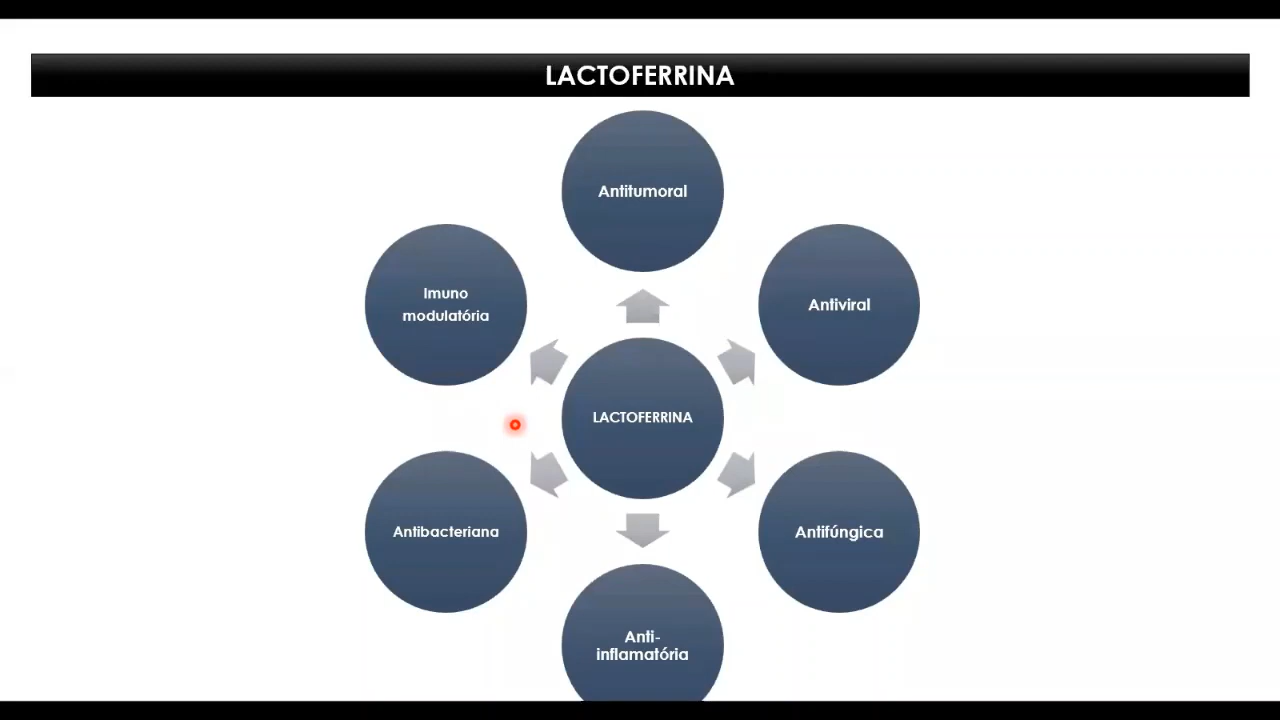 LACTOFERRINA
Antitumoral
Antiviral
Antifúngica
Anti-
inflamatória
Antibacteriana
Imuno
modulatória
LACTOFERRINA